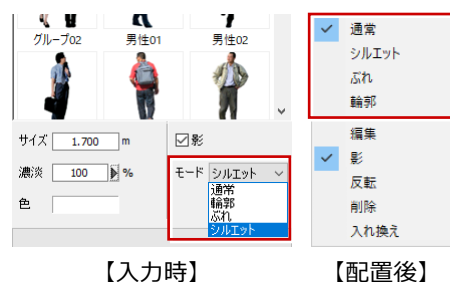 グループ02 男性01 男性02
サイズ 1.700 m
影
濃淡 100 %
モード シルエット
通常
輪郭
ぶれ
シルエット
色
【入力時】
通常
シルエット
ぶれ
輪郭
編集
影
反転
削除
入れ換え
【配置後】